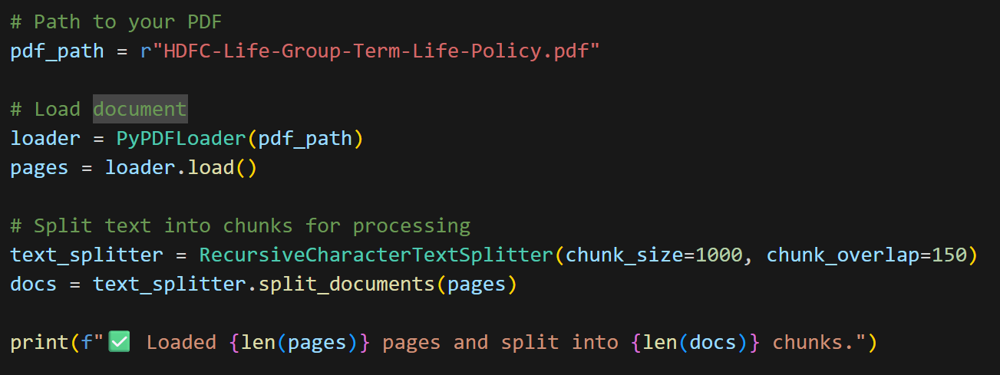 # Path to your PDF
pdf_path = r"HDFC-Life-Group-Term-Life-Policy.pdf"
# Load document
loader = PyPDFLoader(pdf_path)
pages = loader.load()
# Split text into chunks for processing
text_splitter = RecursiveCharacterTextSplitter(chunk_size=1000, chunk_overlap=150)
docs = text_splitter.split_documents(pages)
print(f"✅ Loaded {len(pages)} pages and split into {len(docs)} chunks.")